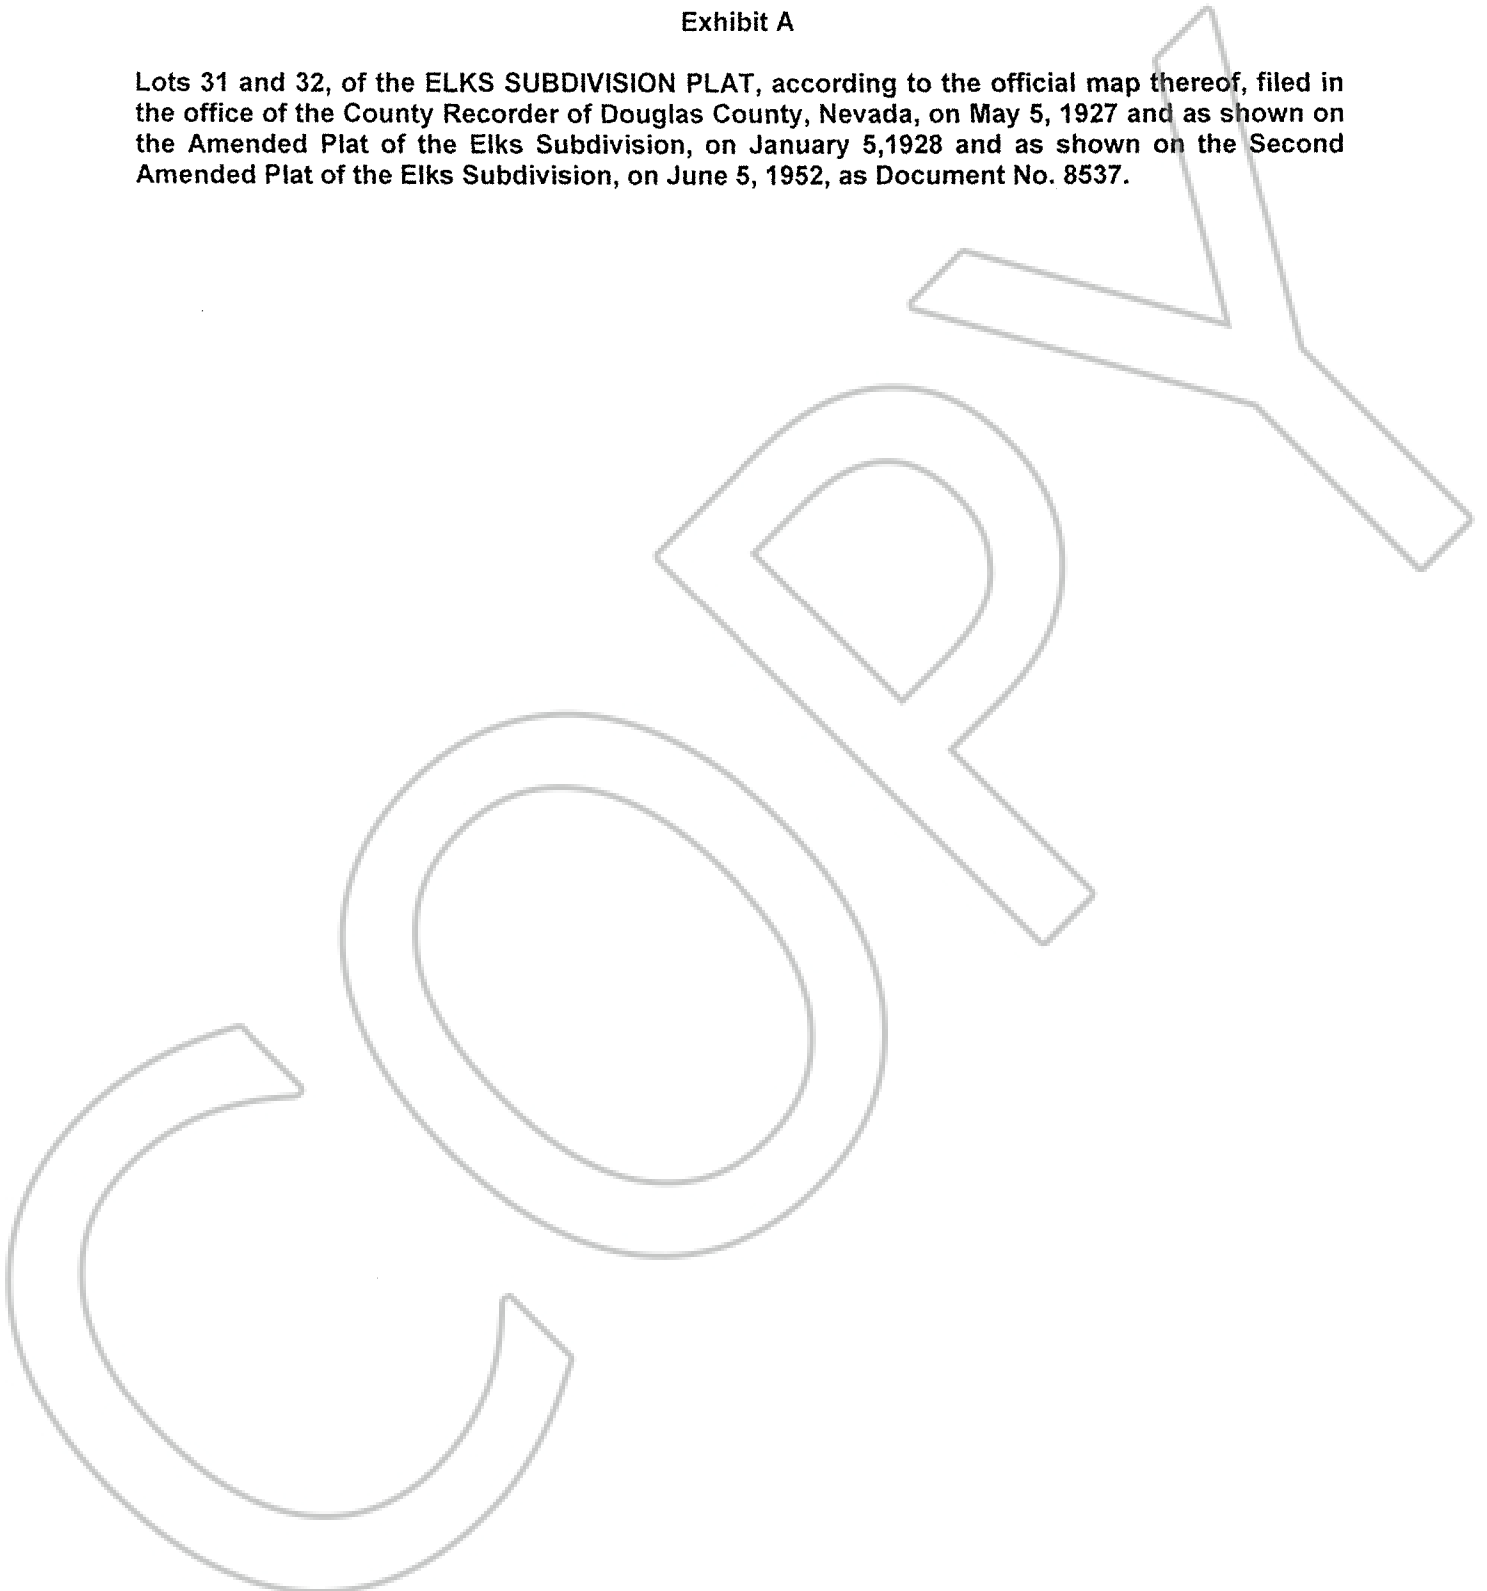 Exhibit A
Lots 31 and 32, of the ELKS SUBDIVISION PLAT, according to the official map thereof, filed in
the office of the County Recorder of Douglas County, Nevada, on May 5, 1927 and as shown on
the Amended Plat of the Elks Subdivision, on January 5,1928 and as shown on the Second
Amended Plat of the Elks Subdivision, on June 5, 1952, as Document No. 8537.
COPY